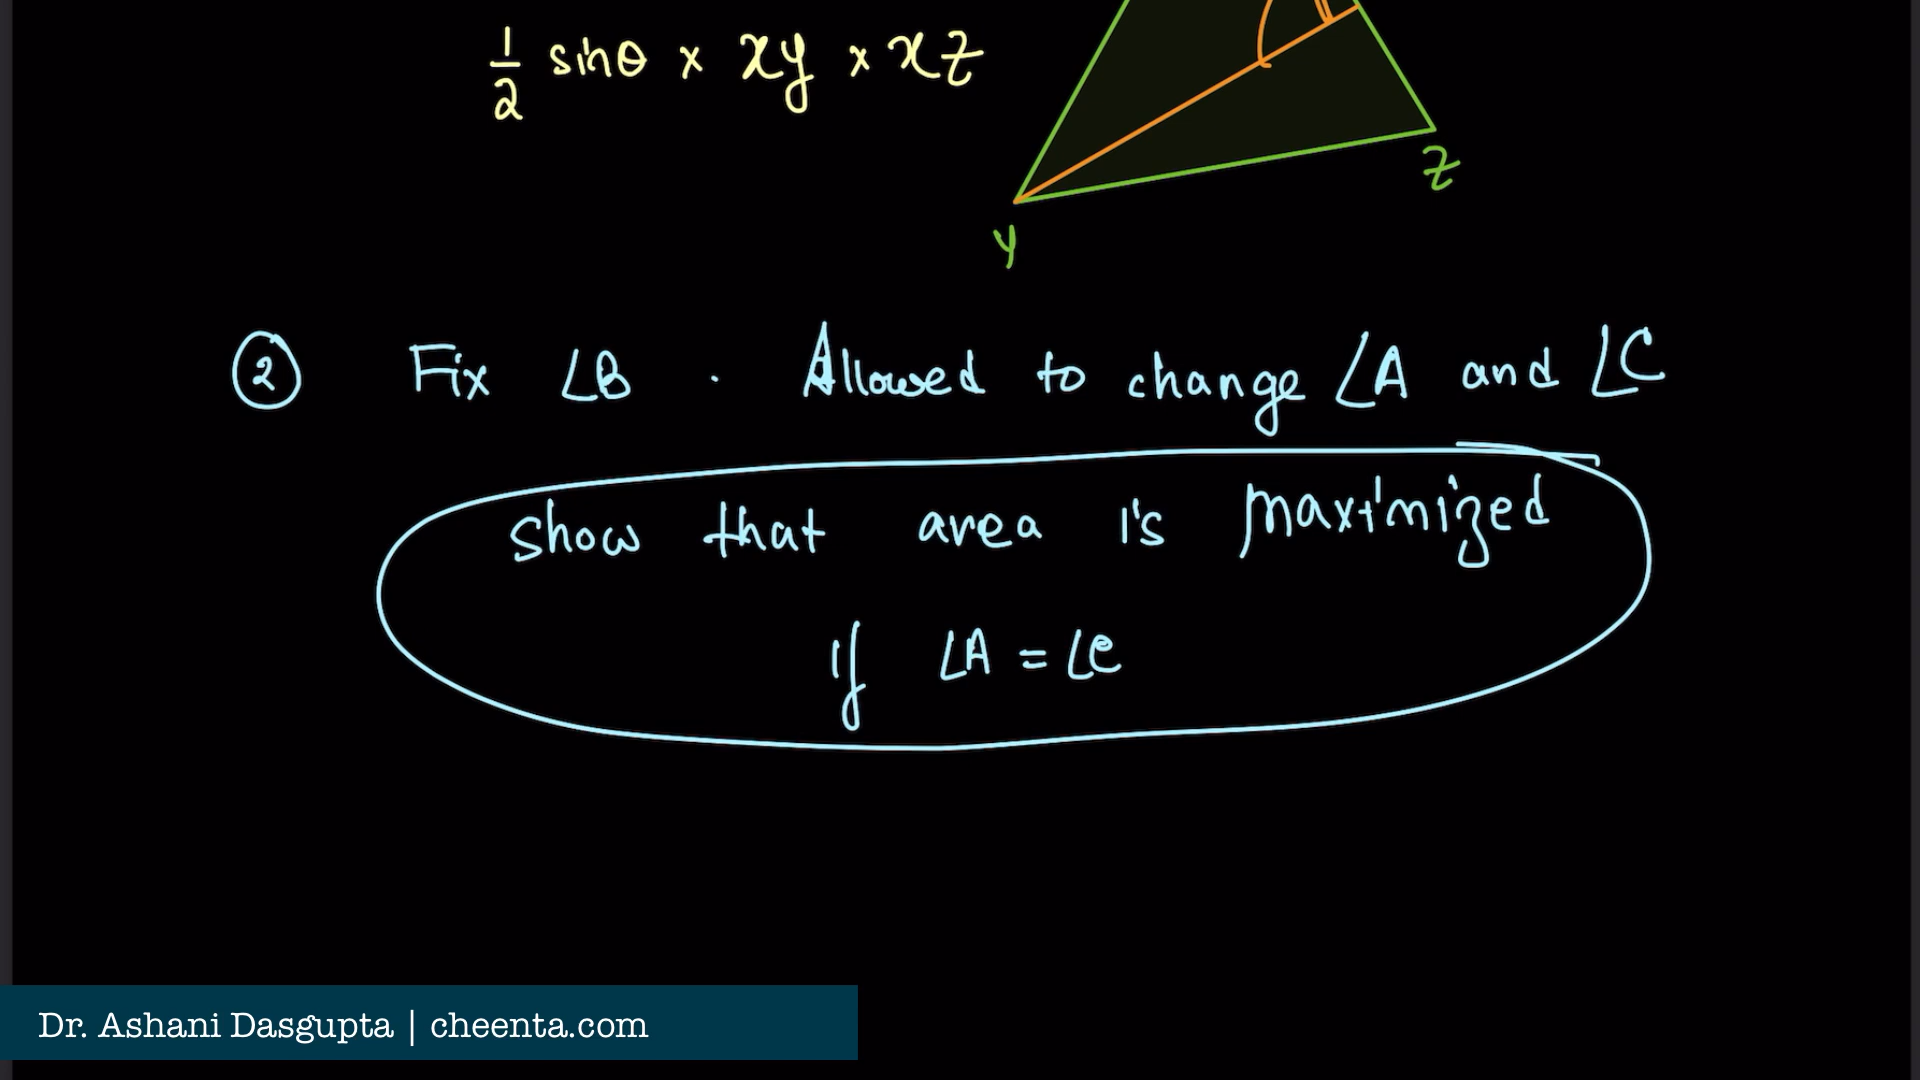 1/2 sinθ × xy × xz
Z
Y
② Fix ∠B . Allowed to change ∠A and ∠C
show that area is maximized
if ∠A = ∠C
Dr. Ashani Dasgupta | cheenta.com